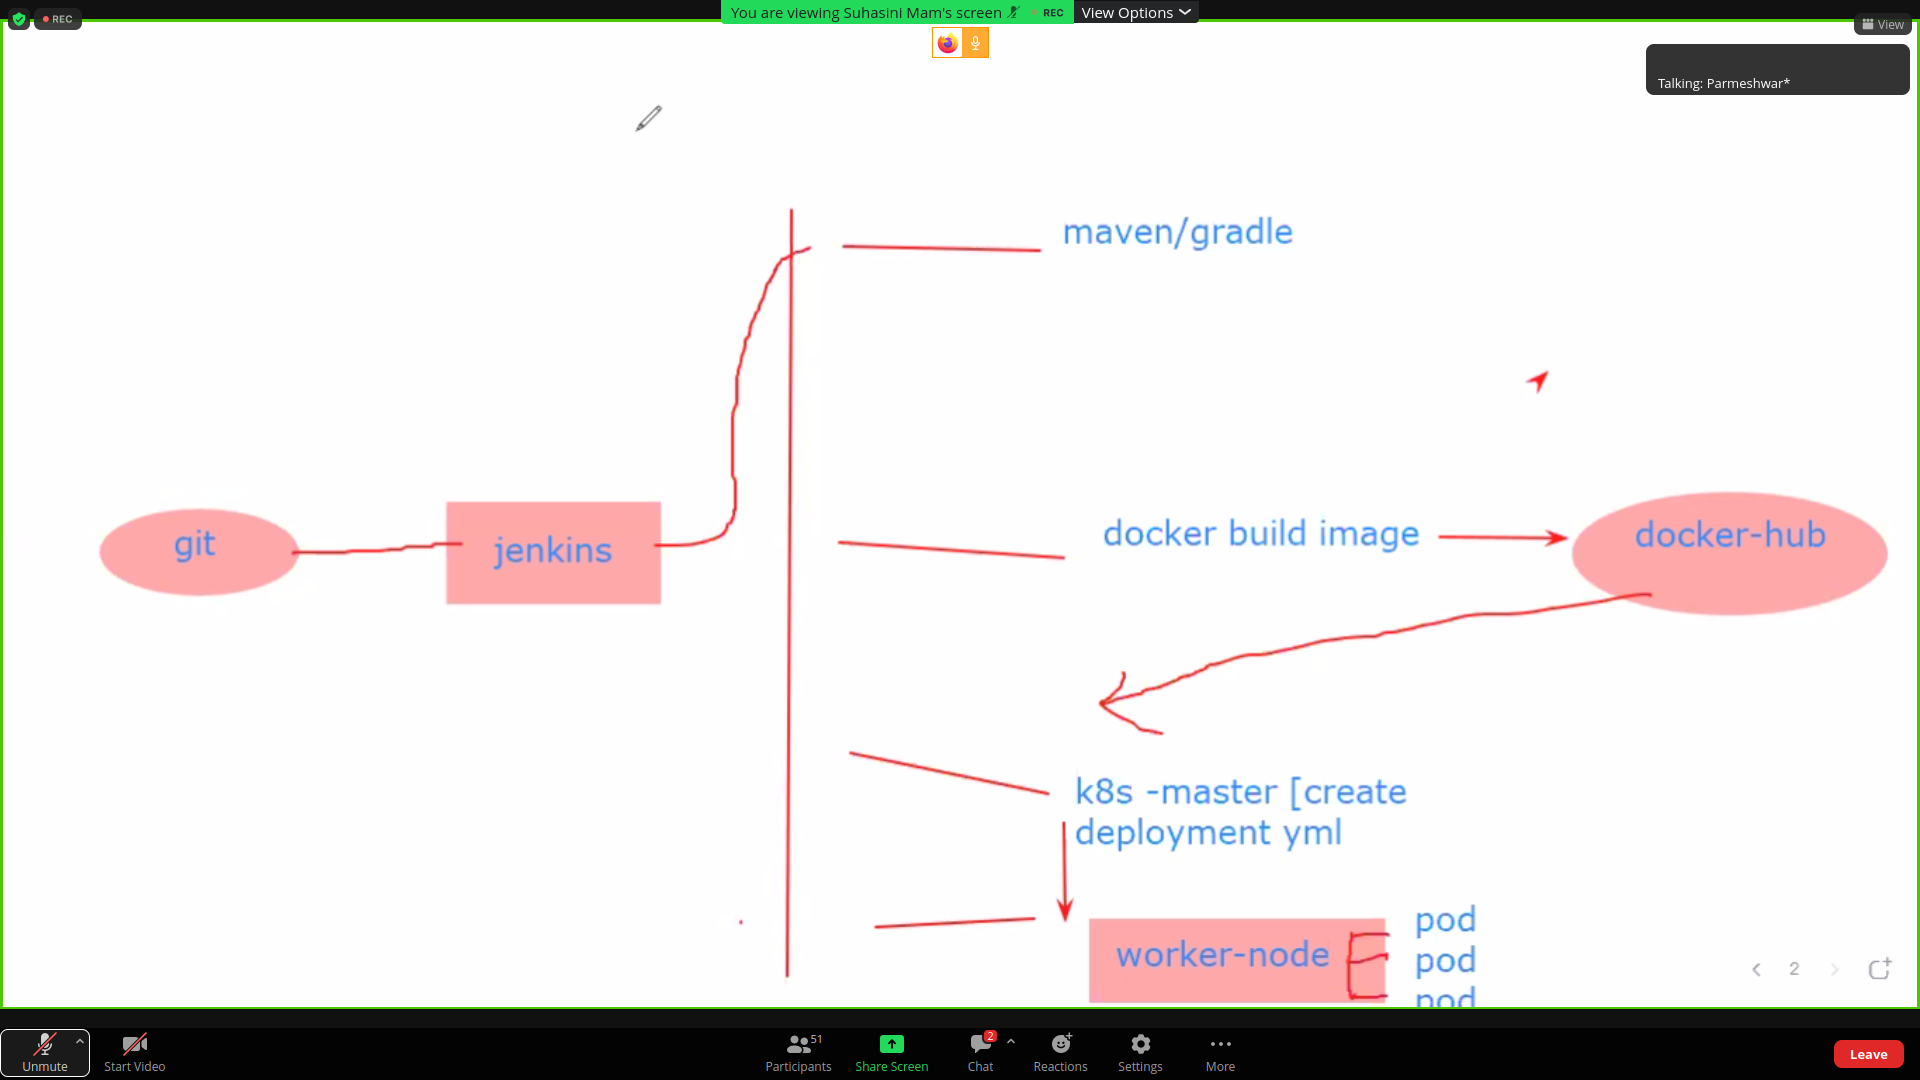 REC
You are viewing Suhasini Mam's screen
REC
View Options
View
Talking: Parmeshwar*
maven/gradle
git
jenkins
docker build image
docker-hub
k8s -master [create
deployment yml
worker-node
pod
pod
pod
2
Unmute
Start Video
Participants
51
Share Screen
Chat
2
Reactions
Settings
More
Leave